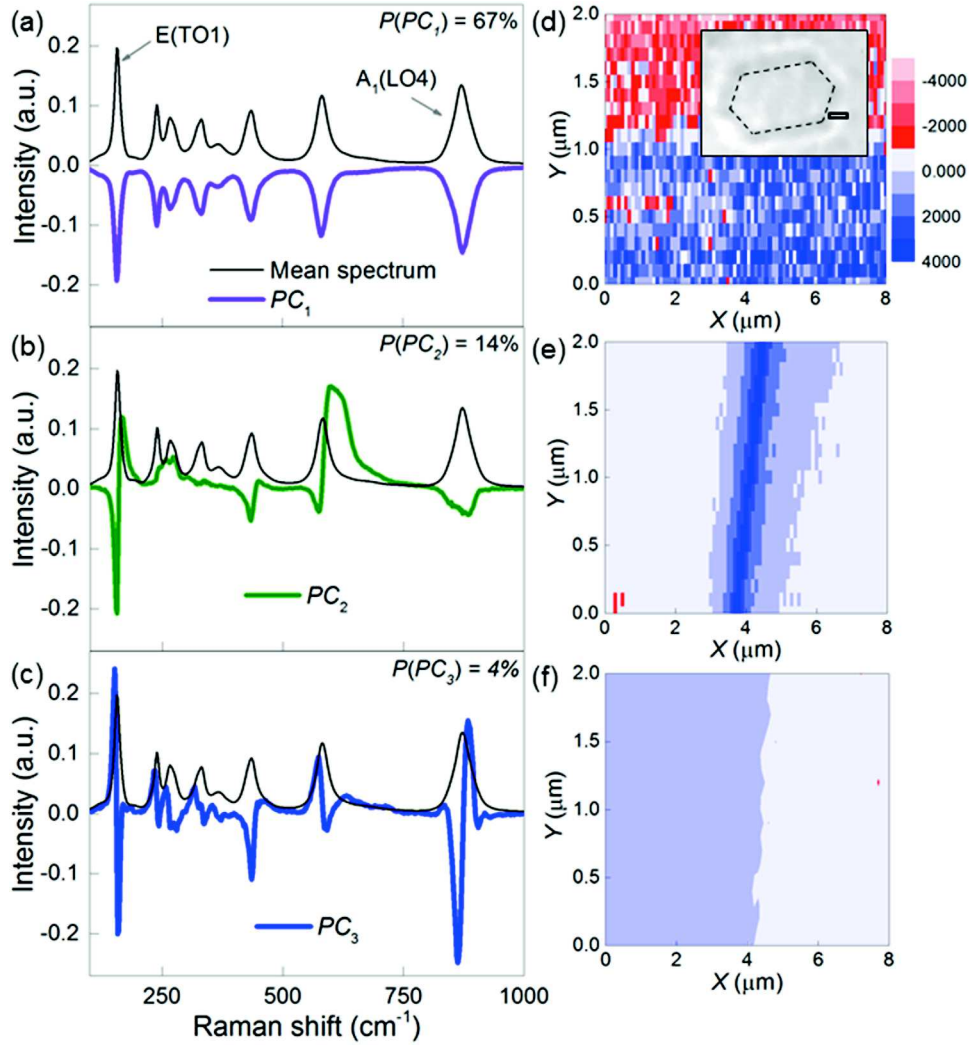 (a)
P(PC₁) = 67%
E(TO1)
A₁(LO4)
0.2
0.1
0.0
-0.1
-0.2
Intensity (a.u.)
Mean spectrum
PC₁
(b)
P(PC₂) = 14%
0.2
0.1
0.0
-0.1
-0.2
Intensity (a.u.)
PC₂
(c)
P(PC₃) = 4%
0.2
0.1
0.0
-0.1
-0.2
Intensity (a.u.)
PC₃
250 500 750 1000
Raman shift (cm⁻¹)
(d)
2.0
1.5
1.0
0.5
0.0
Y (μm)
0 2 4 6 8
X (μm)
-4000
-2000
0.000
2000
4000
(e)
2.0
1.5
1.0
0.5
0.0
Y (μm)
0 2 4 6 8
X (μm)
(f)
2.0
1.5
1.0
0.5
0.0
Y (μm)
0 2 4 6 8
X (μm)